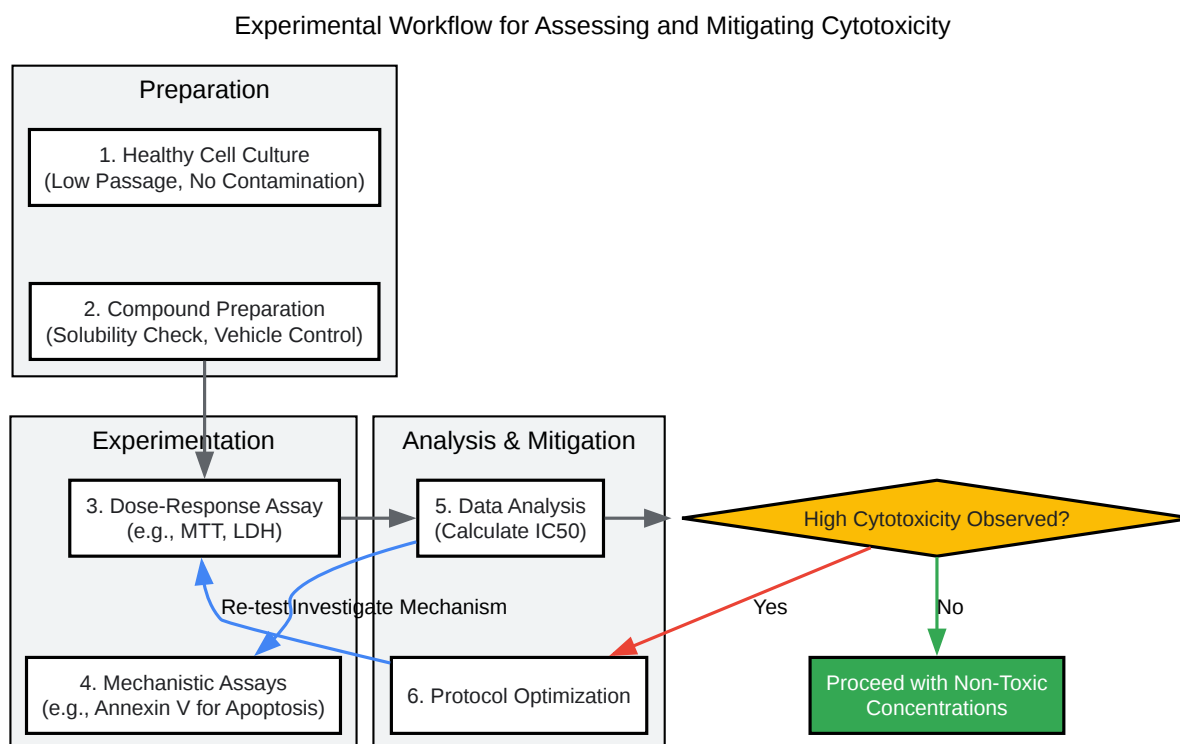 Experimental Workflow for Assessing and Mitigating Cytotoxicity
Preparation
1. Healthy Cell Culture
(Low Passage, No Contamination)
2. Compound Preparation
(Solubility Check, Vehicle Control)
Experimentation
Analysis & Mitigation
3. Dose-Response Assay
(e.g., MTT, LDH)
5. Data Analysis
(Calculate IC50)
High Cytotoxicity Observed?
Re-test
Investigate Mechanism
Yes
No
4. Mechanistic Assays
(e.g., Annexin V for Apoptosis)
6. Protocol Optimization
Proceed with Non-Toxic
Concentrations